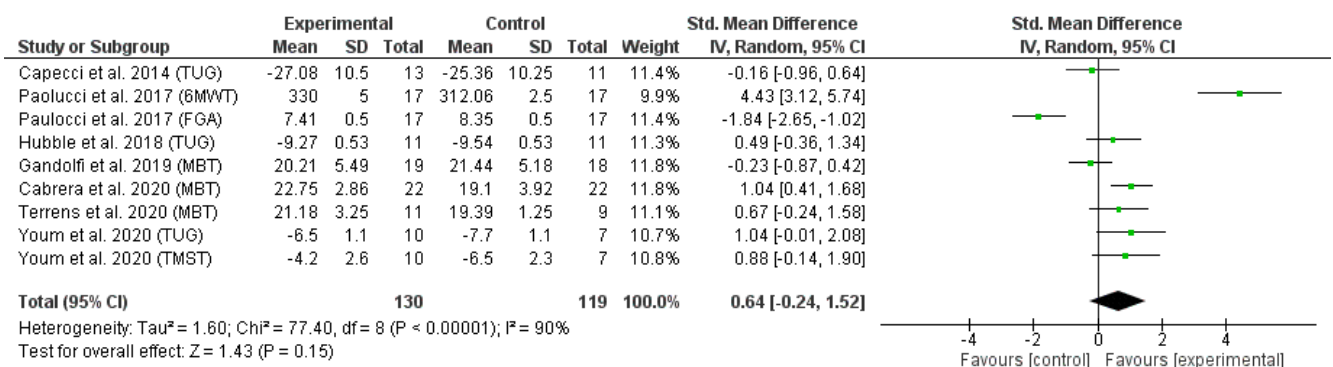 Experimental Control Std. Mean Difference Std. Mean Difference
Study or Subgroup Mean SD Total Mean SD Total Weight IV, Random, 95% CI IV, Random, 95% CI
Capecci et al. 2014 (TUG) -27.08 10.5 13 -25.36 10.25 11 11.4% -0.16 [-0.96, 0.64]
Paolucci et al. 2017 (6MWT) 330 5 17 312.06 2.5 17 9.9% 4.43 [3.12, 5.74]
Paulocci et al. 2017 (FGA) 7.41 0.5 17 8.35 0.5 17 11.4% -1.84 [-2.65, -1.02]
Hubble et al. 2018 (TUG) -9.27 0.53 11 -9.54 0.53 11 11.4% 0.49 [-0.36, 1.34]
Gandolfi et al. 2019 (MBT) 20.21 5.49 19 21.44 5.18 18 11.8% -0.23 [-0.87, 0.42]
Cabrera et al. 2020 (MBT) 22.75 2.86 22 19.1 3.92 22 11.8% 1.04 [0.41, 1.68]
Terrens et al. 2020 (MBT) 21.18 3.25 11 19.39 1.25 9 11.1% 0.67 [-0.24, 1.58]
Youm et al. 2020 (TUG) -6.5 1.1 10 -7.7 1.1 7 10.7% 1.04 [-0.01, 2.08]
Youm et al. 2020 (TMST) -4.2 2.6 10 -6.5 2.3 7 10.8% 0.88 [-0.14, 1.90]
Total (95% CI) 130 119 100.0% 0.64 [-0.24, 1.52]
Heterogeneity: Tau² = 1.60; Chi² = 77.40, df = 8 (P < 0.00001); I² = 90%
Test for overall effect: Z = 1.43 (P = 0.15)
-4 -2 0 2 4
Favours [control] Favours [experimental]